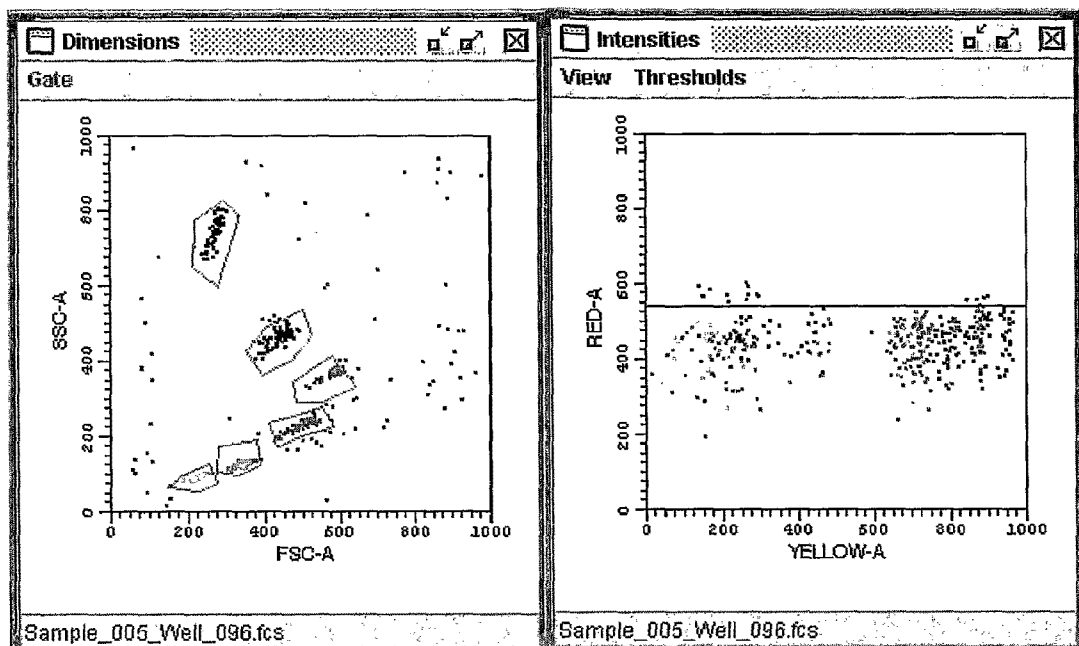 Dimensions
Gate
1000
800
600
400
200
0
SSC-A
0 200 400 600 800 1000
FSC-A
Sample_005_Well_096.fcs
Intensities
View Thresholds
1000
800
600
400
200
0
RED-A
0 200 400 600 800 1000
YELLOW-A
Sample_005_Well_096.fcs